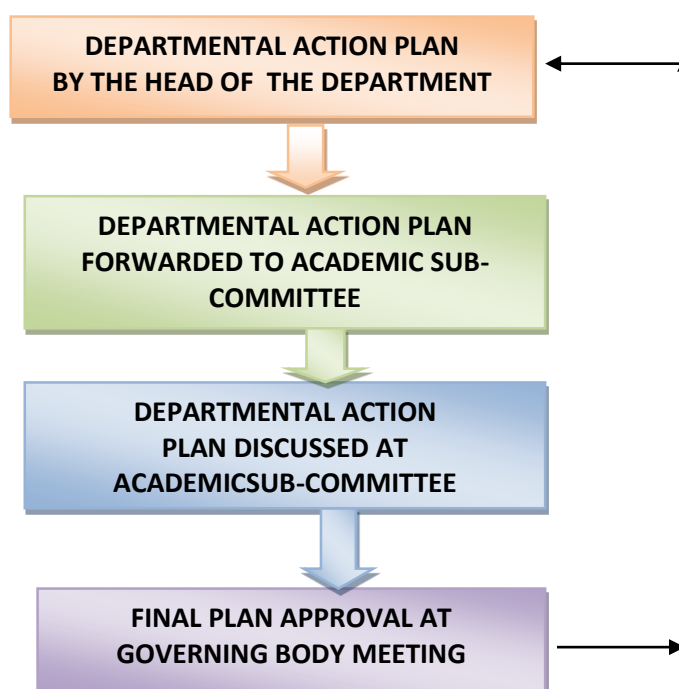 DEPARTMENTAL ACTION PLAN
BY THE HEAD OF THE DEPARTMENT
DEPARTMENTAL ACTION PLAN
FORWARDED TO ACADEMIC SUB-
COMMITTEE
DEPARTMENTAL ACTION
PLAN DISCUSSED AT
ACADEMICSUB-COMMITTEE
FINAL PLAN APPROVAL AT
GOVERNING BODY MEETING